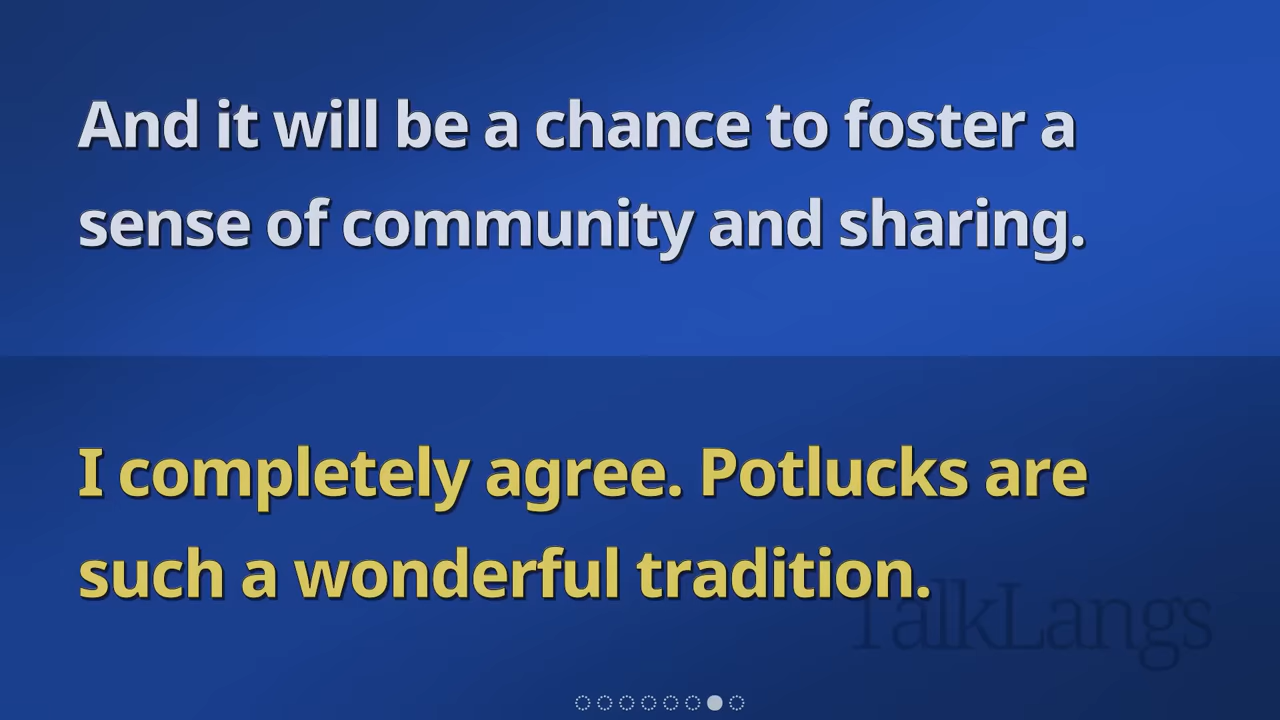 And it will be a chance to foster a
sense of community and sharing.
I completely agree. Potlucks are
such a wonderful tradition.
TalkLangs